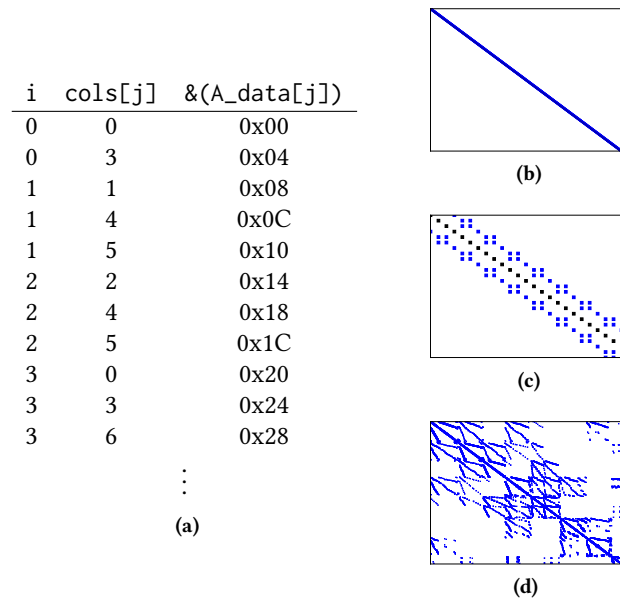 i cols[j] &(A_data[j])
0 0 0x00
0 3 0x04
1 1 0x08
1 4 0x0C
1 5 0x10
2 2 0x14
2 4 0x18
2 5 0x1C
3 0 0x20
3 3 0x24
3 6 0x28
⋮
(a)
(b)
(c)
(d)